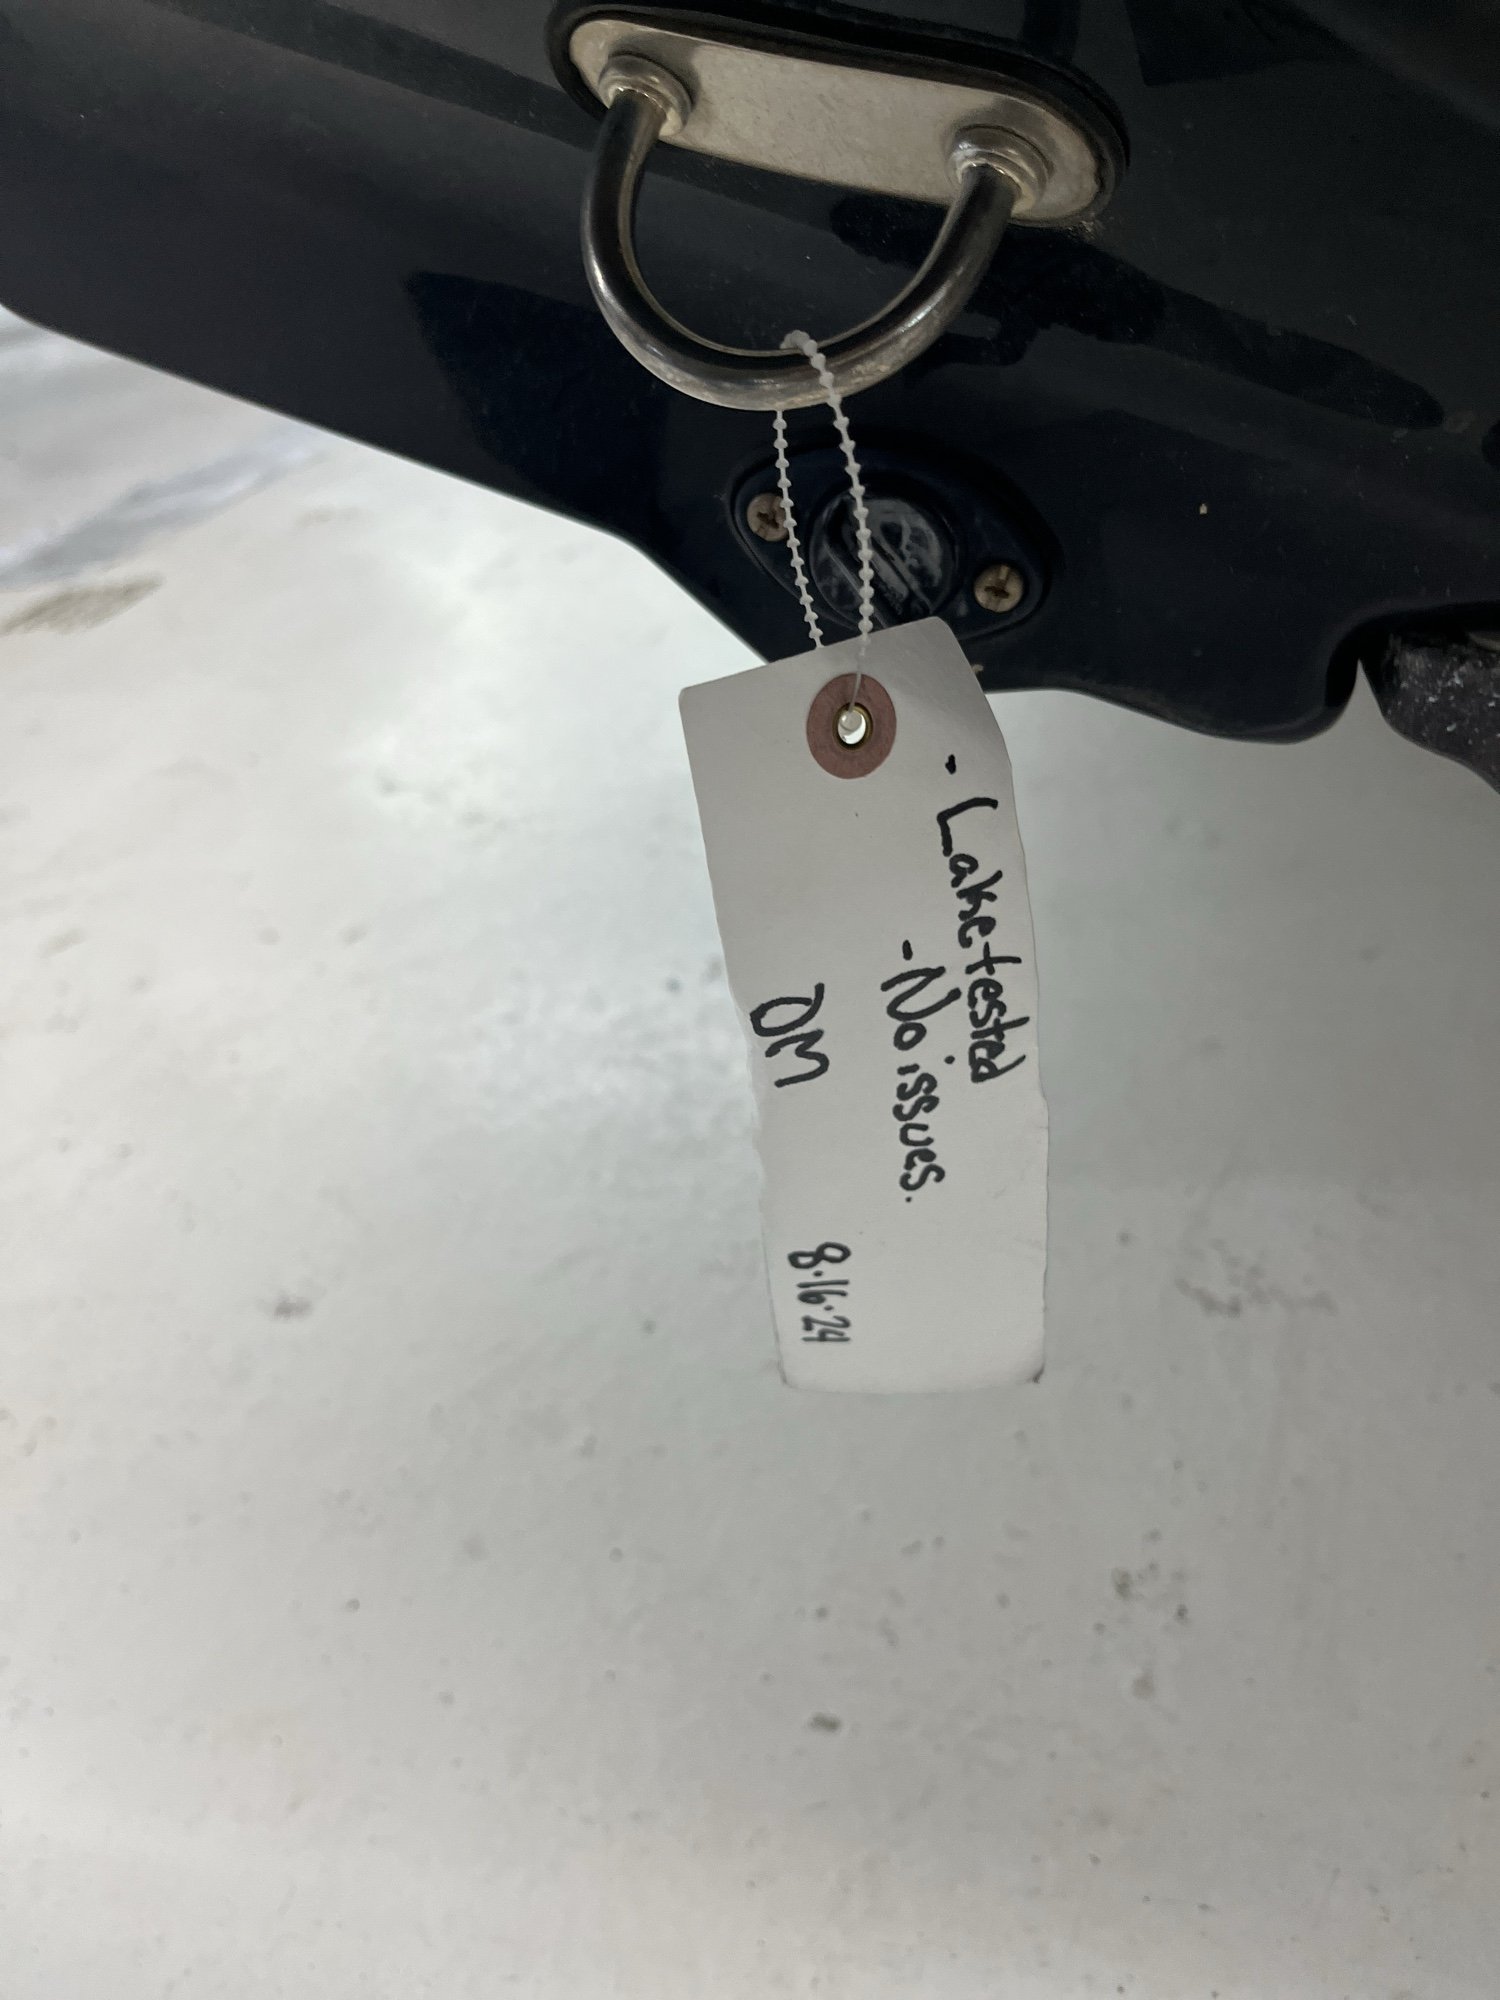 - Lake tested
- No issues.
DM
8.16.24